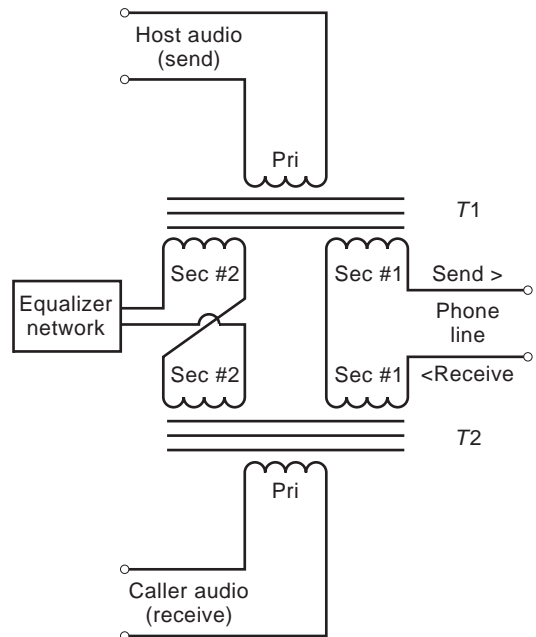 Host audio
(send)
Pri
T1
Sec #2
Sec #1
Send >
Equalizer
network
Phone
line
Sec #2
Sec #1
<Receive
T2
Pri
Caller audio
(receive)